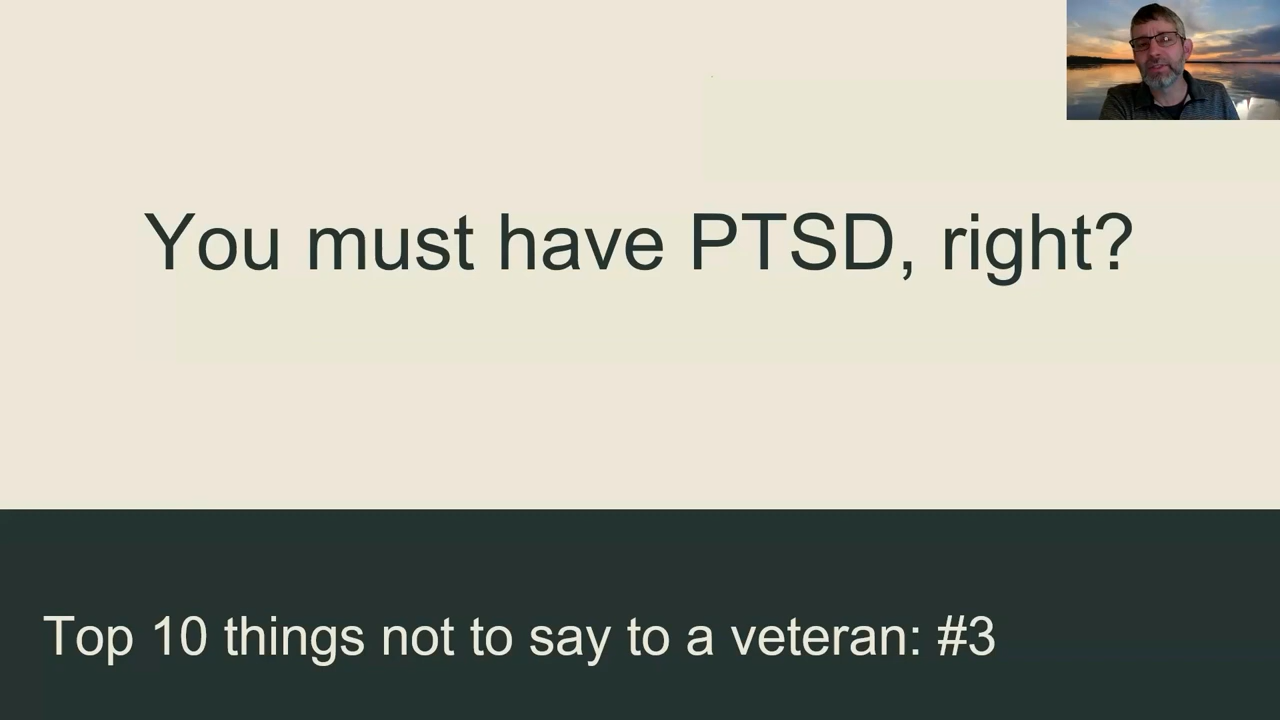 You must have PTSD, right?
Top 10 things not to say to a veteran: #3